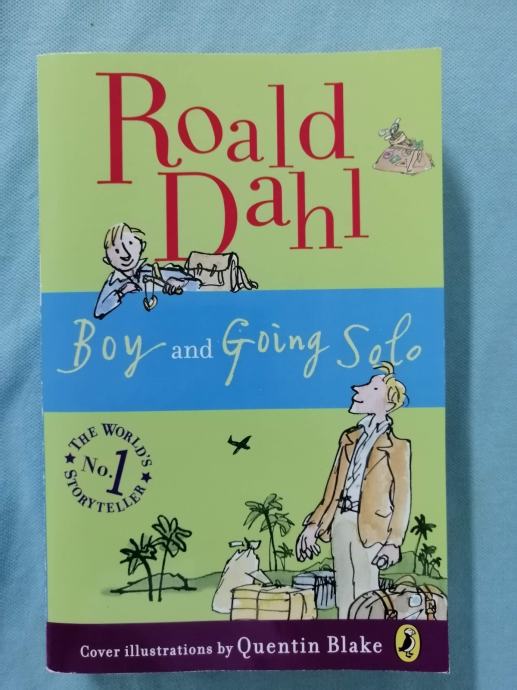 Roald
Dahl
Boy and Going Solo
THE WORLD'S
No.1
STORYTELLER
Cover illustrations by Quentin Blake